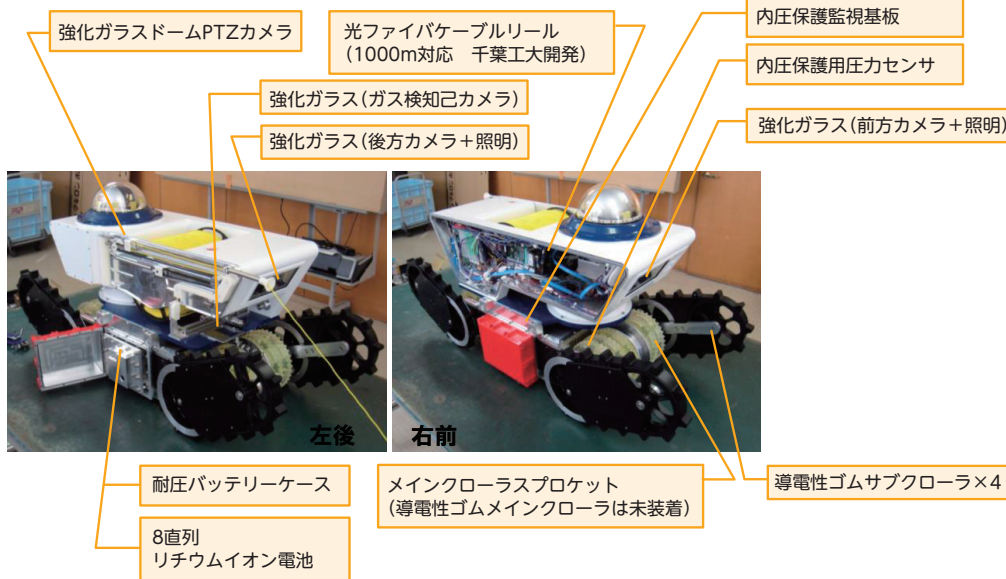 強化ガラスドームPTZカメラ
光ファイバケーブルリール
(1000m対応 千葉工大開発)
内圧保護監視基板
内圧保護用圧力センサ
強化ガラス(ガス検知己カメラ)
強化ガラス(後方カメラ+照明)
強化ガラス(前方カメラ+照明)
左後
右前
耐圧バッテリーケース
8直列
リチウムイオン電池
メインクローラスプロケット
(導電性ゴムメインクローラは未装着)
導電性ゴムサブクローラ×4